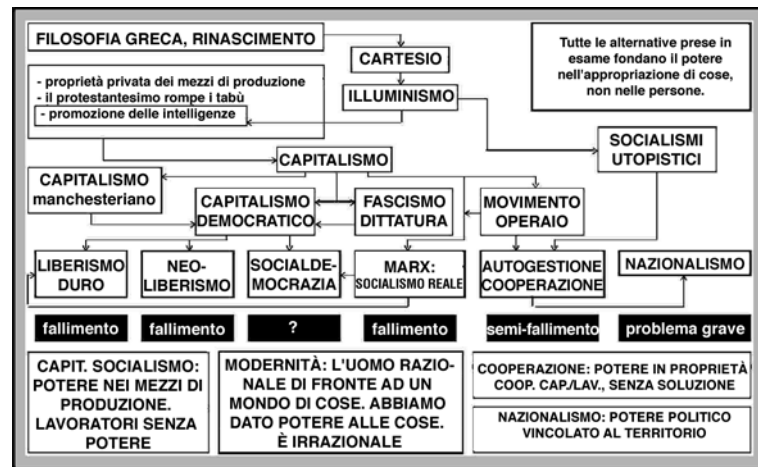 FILOSOFIA GRECA, RINASCIMENTO
CARTESIO
Tutte le alternative prese in
esame fondano il potere
nell'appropriazione di cose,
non nelle persone.
- proprietà privata dei mezzi di produzione
- il protestantesimo rompe i tabù
- promozione delle intelligenze
ILLUMINISMO
SOCIALISMI
UTOPISTICI
CAPITALISMO
CAPITALISMO
manchesteriano
CAPITALISMO
DEMOCRATICO
FASCISMO
DITTATURA
MOVIMENTO
OPERAIO
LIBERISMO
DURO
NEO-
LIBERISMO
SOCIALDE-
MOCRAZIA
MARX:
SOCIALISMO REALE
AUTOGESTIONE
COOPERAZIONE
NAZIONALISMO
fallimento
fallimento
?
fallimento
semi-fallimento
problema grave
CAPIT. SOCIALISMO:
POTERE NEI MEZZI DI
PRODUZIONE.
LAVORATORI SENZA
POTERE
MODERNITÀ: L'UOMO RAZIO-
NALE DI FRONTE AD UN
MONDO DI COSE. ABBIAMO
DATO POTERE ALLE COSE.
È IRRAZIONALE
COOPERAZIONE: POTERE IN PROPRIETÀ
COOP. CAP./LAV., SENZA SOLUZIONE
NAZIONALISMO: POTERE POLITICO
VINCOLATO AL TERRITORIO